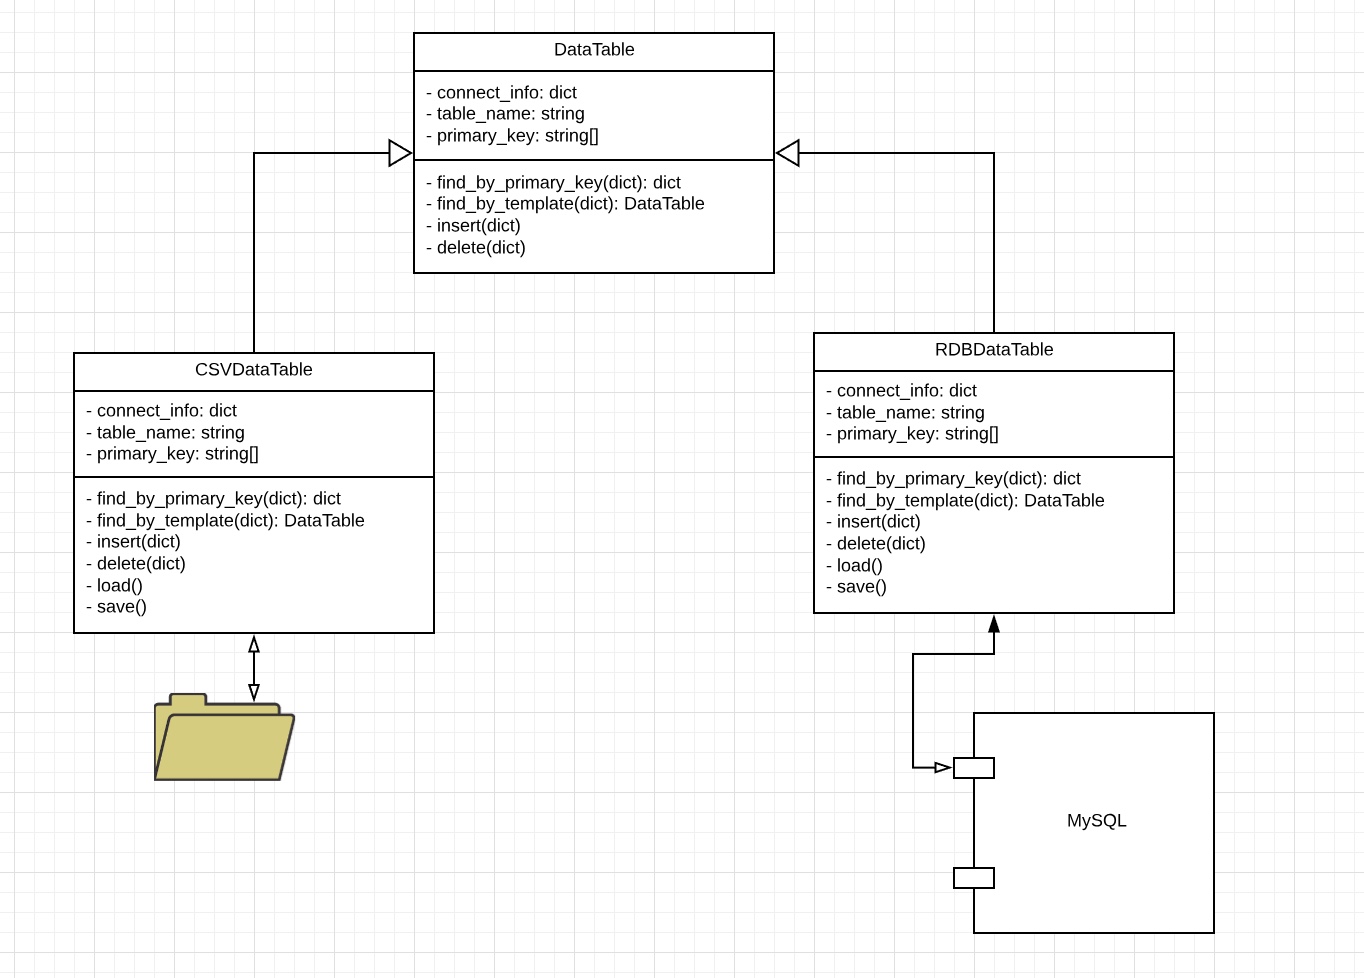 DataTable
- connect_info: dict
- table_name: string
- primary_key: string[]
- find_by_primary_key(dict): dict
- find_by_template(dict): DataTable
- insert(dict)
- delete(dict)
CSVDataTable
- connect_info: dict
- table_name: string
- primary_key: string[]
- find_by_primary_key(dict): dict
- find_by_template(dict): DataTable
- insert(dict)
- delete(dict)
- load()
- save()
RDBDataTable
- connect_info: dict
- table_name: string
- primary_key: string[]
- find_by_primary_key(dict): dict
- find_by_template(dict): DataTable
- insert(dict)
- delete(dict)
- load()
- save()
MySQL